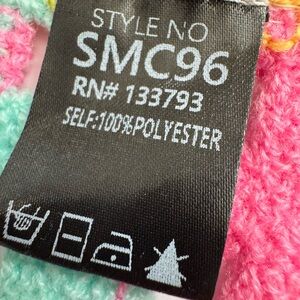 STYLE NO
SMC96
RN# 133793
SELF:100%POLYESTER